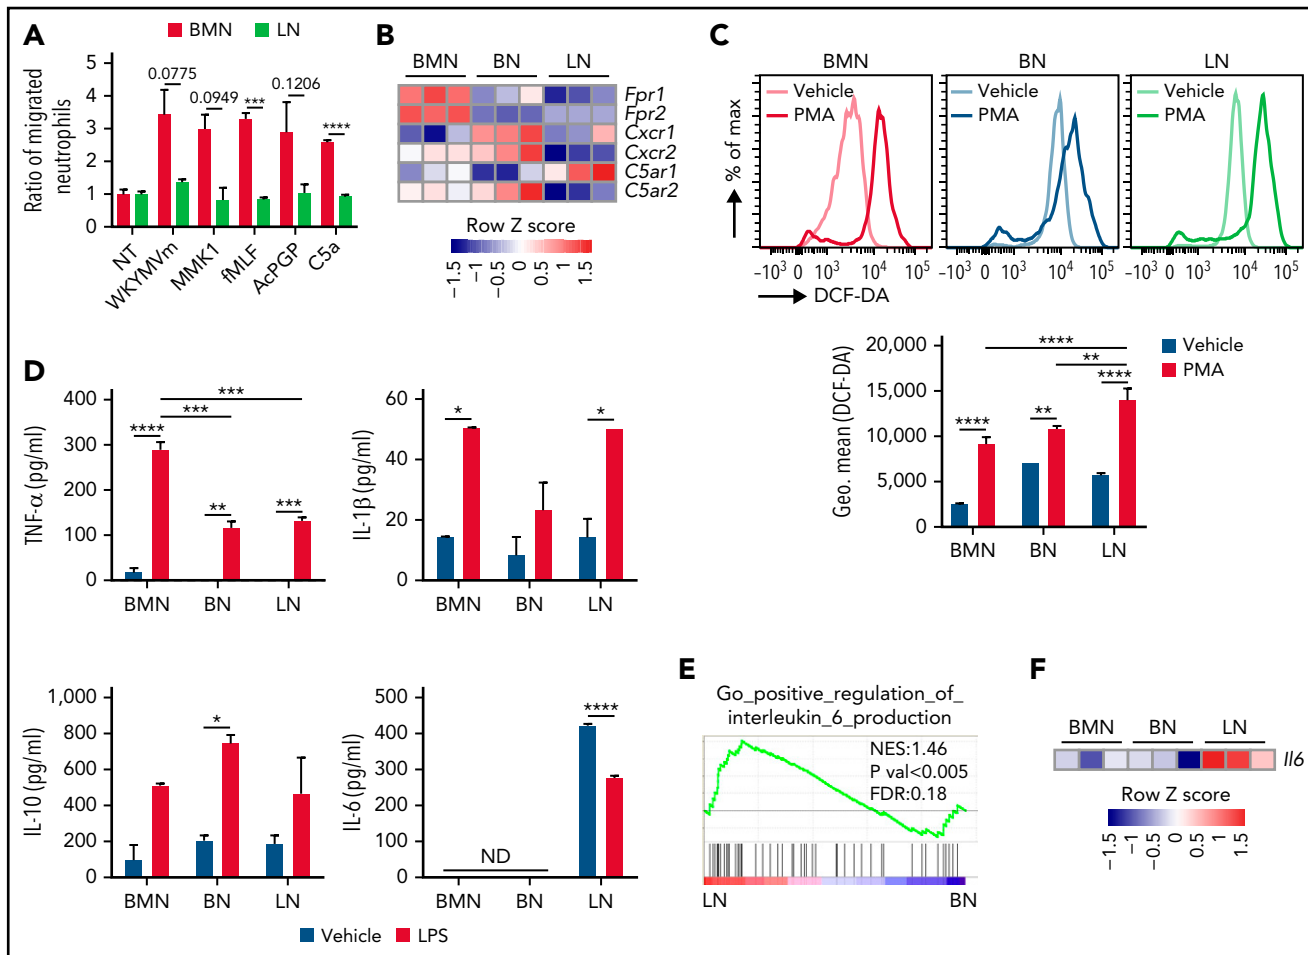 A
BMN
LN
Ratio of migrated
neutrophils
5
4
3
2
1
0
0.0775
0.0949
***
0.1206
****
NT
WKYMVm
MMK1
fMLF
AcPGP
C5a
B
BMN
BN
LN
Fpr1
Fpr2
Cxcr1
Cxcr2
C5ar1
C5ar2
Row Z score
−1.5
−1
−0.5
0
0.5
1
1.5
C
BMN
BN
LN
Vehicle
PMA
Vehicle
PMA
Vehicle
PMA
% of max
−10³ 0 10³ 10⁴ 10⁵
−10³ 0 10³ 10⁴ 10⁵
−10³ 0 10³ 10⁴ 10⁵
DCF-DA
Geo. mean (DCF-DA)
20,000
15,000
10,000
5,000
0
****
**
****
**
****
Vehicle
PMA
BMN
BN
LN
D
TNF-α (pg/ml)
400
300
200
100
0
***
***
****
**
***
BMN
BN
LN
IL-1β (pg/ml)
60
40
20
0
*
*
BMN
BN
LN
IL-10 (pg/ml)
1,000
800
600
400
200
0
*
BMN
BN
LN
IL-6 (pg/ml)
500
400
300
200
100
0
ND
****
BMN
BN
LN
Vehicle
LPS
E
Go_positive_regulation_of_
interleukin_6_production
NES:1.46
P val<0.005
FDR:0.18
LN
BN
F
BMN
BN
LN
Il6
Row Z score
−1.5
−1
−0.5
0
0.5
1
1.5